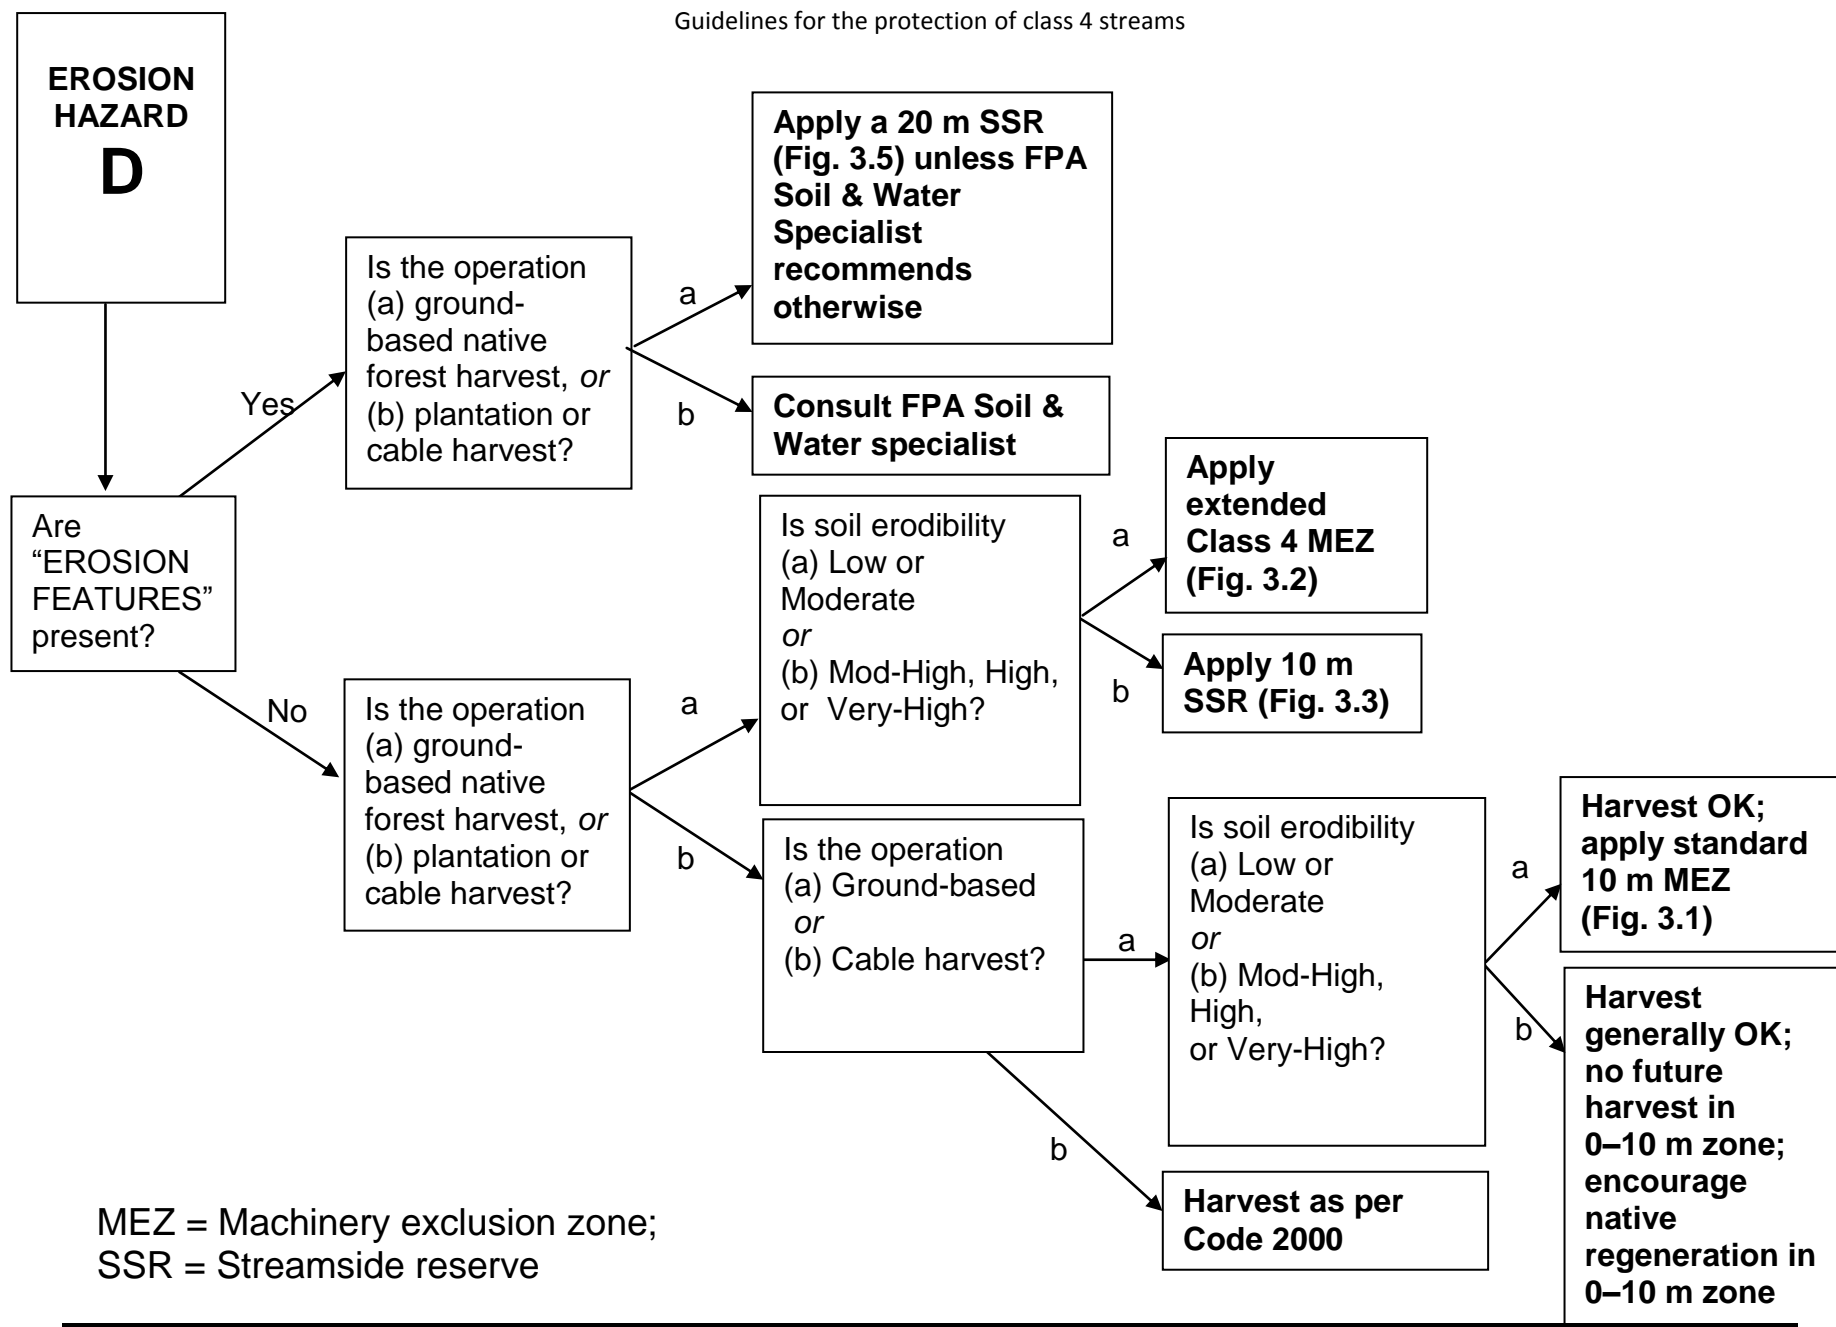 Guidelines for the protection of class 4 streams
EROSION
HAZARD
D
Apply a 20 m SSR
(Fig. 3.5) unless FPA
Soil & Water
Specialist
recommends
otherwise
Is the operation
(a) ground-
based native
forest harvest, or
(b) plantation or
cable harvest?
a
b
Yes
Consult FPA Soil &
Water specialist
Are
“EROSION
FEATURES”
present?
No
Is the operation
(a) ground-
based native
forest harvest, or
(b) plantation or
cable harvest?
a
b
Is soil erodibility
(a) Low or
Moderate
or
(b) Mod-High, High,
or Very-High?
a
b
Apply
extended
Class 4 MEZ
(Fig. 3.2)
Apply 10 m
SSR (Fig. 3.3)
Is the operation
(a) Ground-based
or
(b) Cable harvest?
a
b
Is soil erodibility
(a) Low or
Moderate
or
(b) Mod-High,
High,
or Very-High?
a
b
Harvest OK;
apply standard
10 m MEZ
(Fig. 3.1)
Harvest
generally OK;
no future
harvest in
0–10 m zone;
encourage
native
regeneration in
0–10 m zone
Harvest as per
Code 2000
MEZ = Machinery exclusion zone;
SSR = Streamside reserve